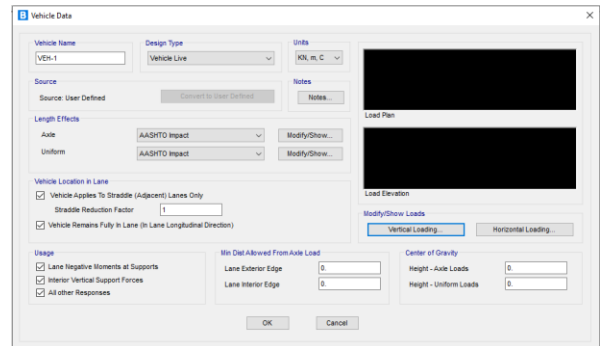 B Vehicle Data
Vehicle Name
VEH-1
Design Type
Vehicle Live
Units
KN, m, C
Source
Source: User Defined
Convert to User Defined
Notes
Notes...
Load Plan
Length Effects
Axle
AASHTO Impact
Modify/Show...
Uniform
AASHTO Impact
Modify/Show...
Load Elevation
Vehicle Location in Lane
Vehicle Applies To Straddle (Adjacent) Lanes Only
Straddle Reduction Factor
1
Vehicle Remains Fully In Lane (In Lane Longitudinal Direction)
Modify/Show Loads
Vertical Loading...
Horizontal Loading...
Usage
Lane Negative Moments at Supports
Interior Vertical Support Forces
All other Responses
Min Dist Allowed From Axle Load
Lane Exterior Edge
0.
Lane Interior Edge
0.
Center of Gravity
Height - Axle Loads
0.
Height - Uniform Loads
0.
OK
Cancel